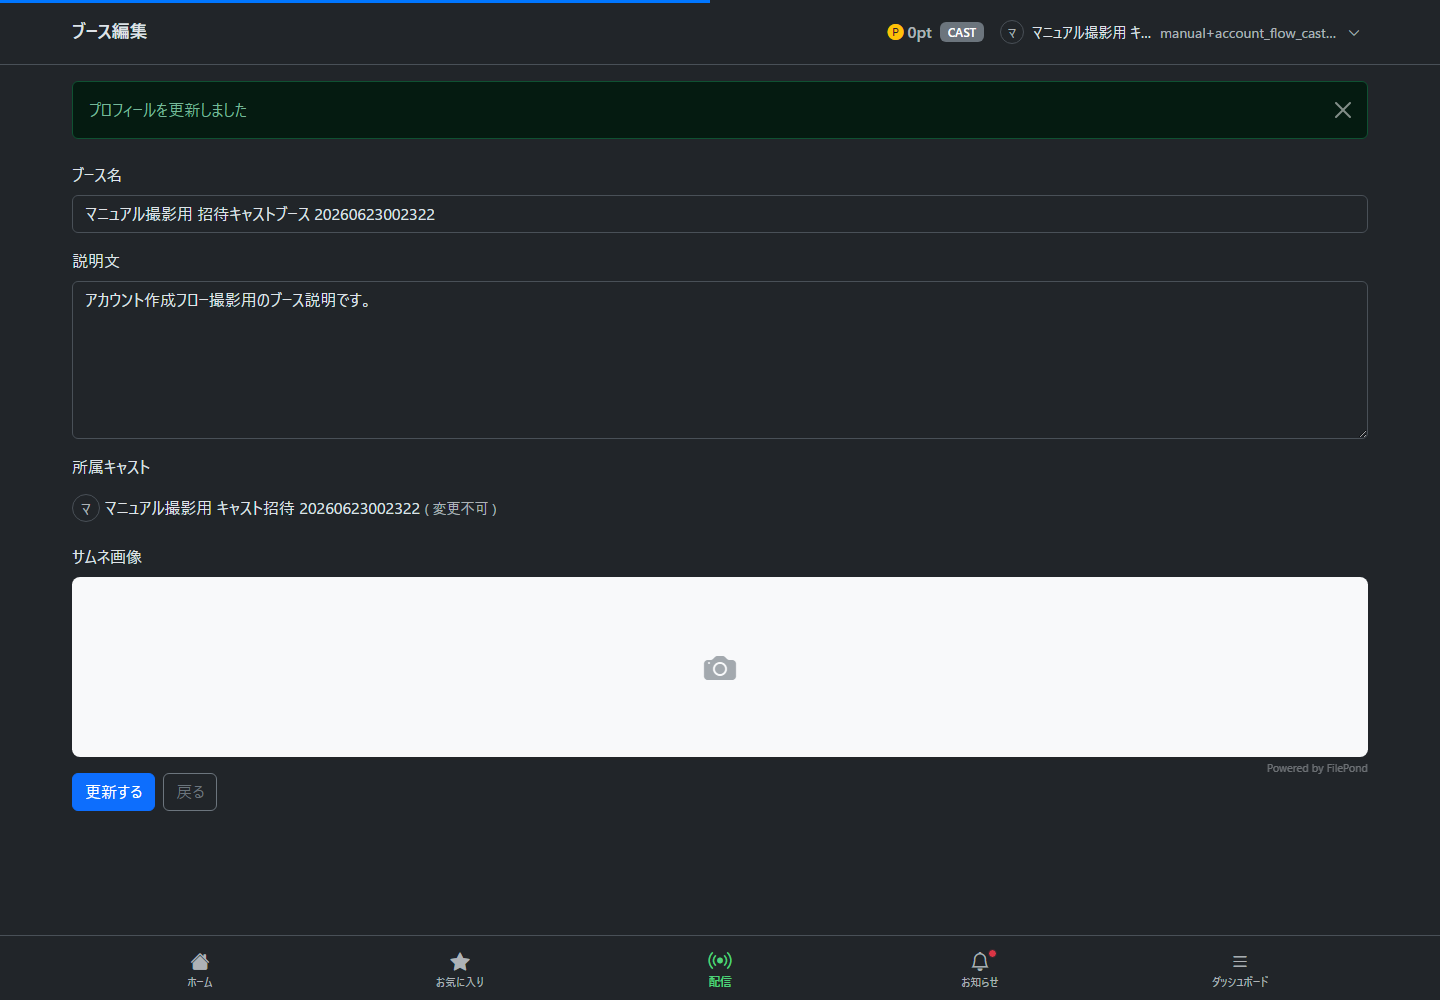 ブース編集
P 0pt CAST マ マニュアル撮影用 キ... manual+account_flow_cast...
プロフィールを更新しました
ブース名
マニュアル撮影用 招待キャストブース 20260623002322
説明文
アカウント作成フロー撮影用のブース説明です。
所属キャスト
マ マニュアル撮影用 キャスト招待 20260623002322 ( 変更不可 )
サムネ画像
Powered by FilePond
更新する 戻る
ホーム お気に入り 配信 お知らせ ダッシュボード